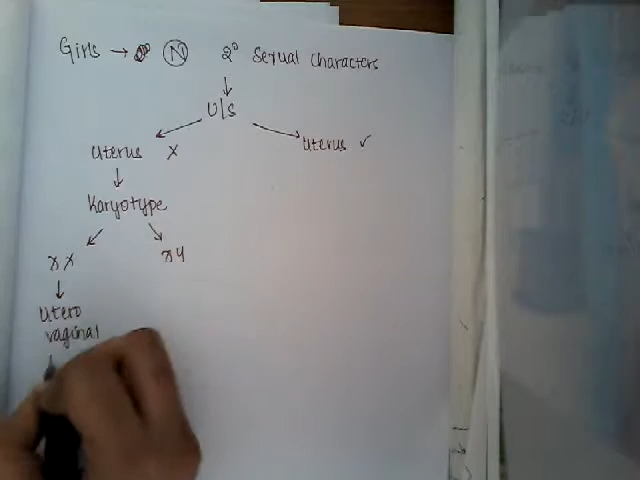 Girls → Ⓝ 2° Sexual characters
U/S
Uterus x Uterus ✓
Karyotype
XX XY
Utero
vaginal